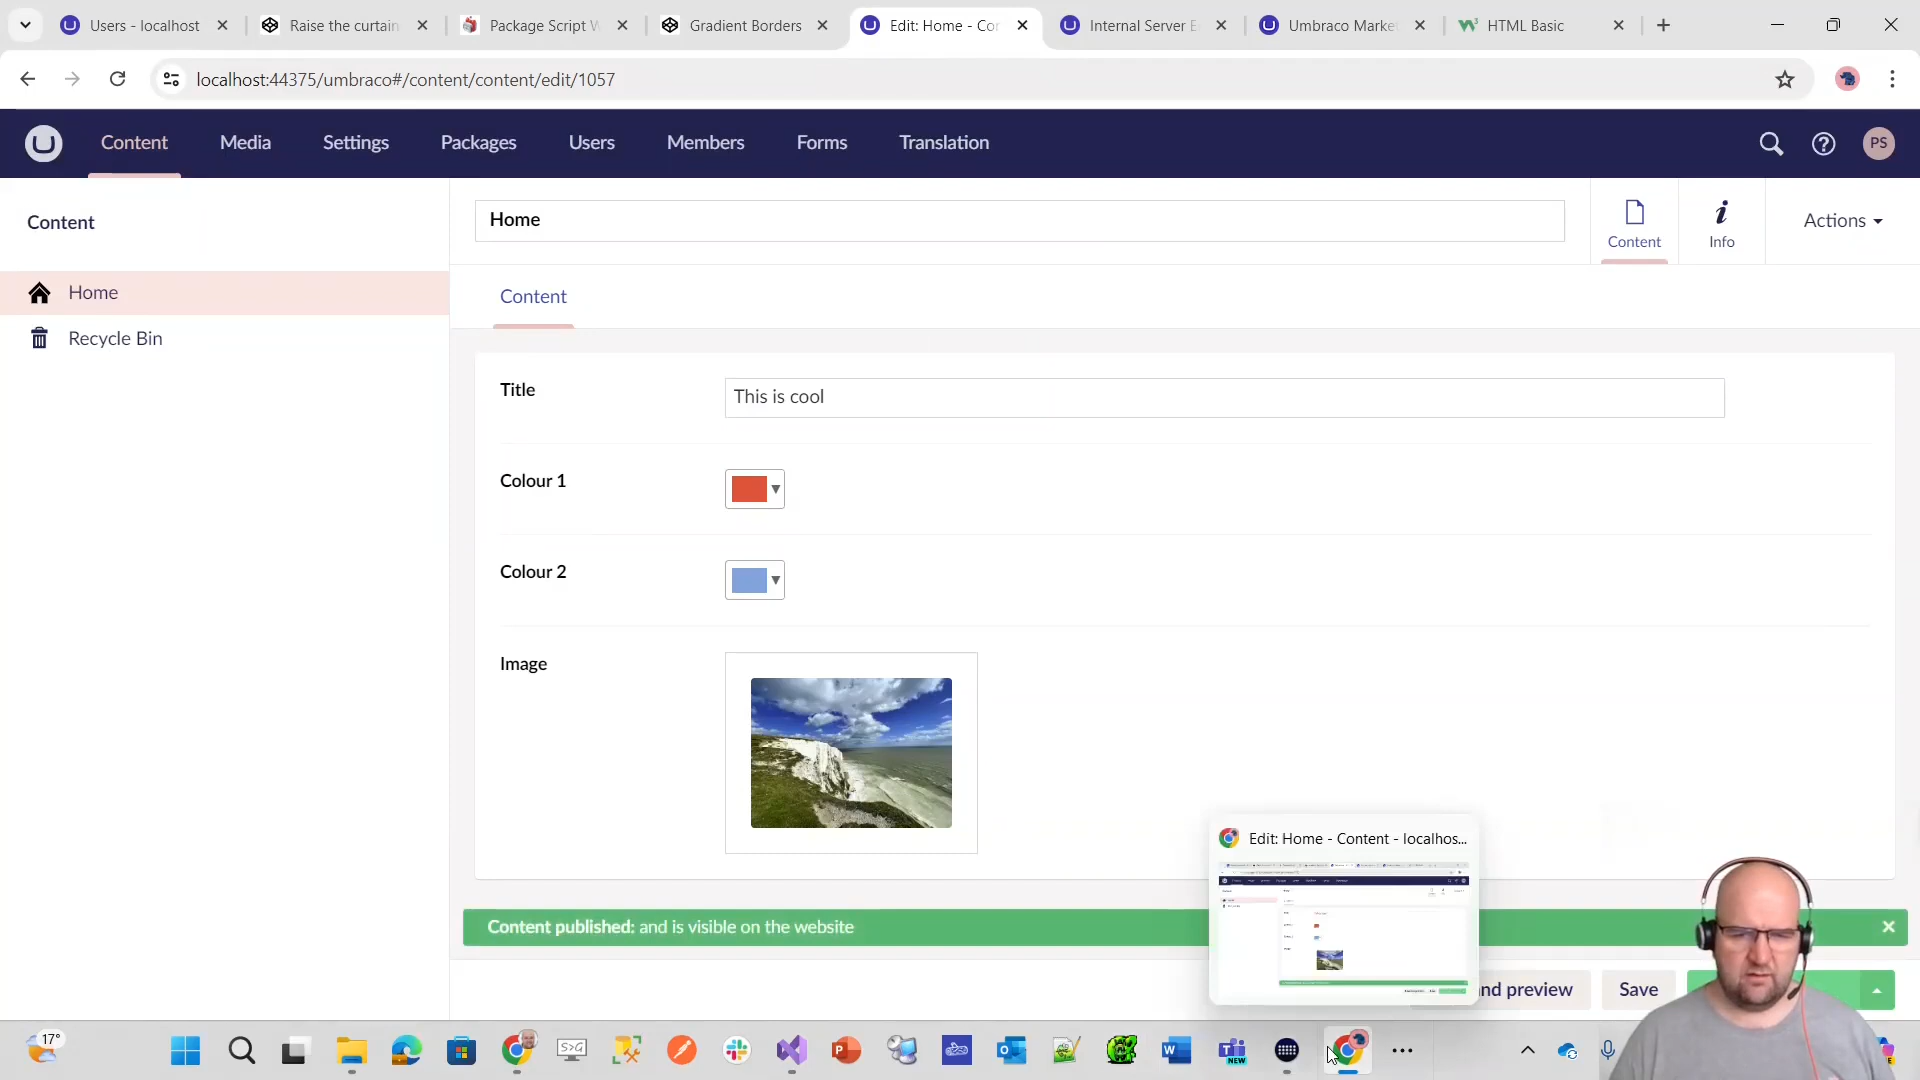 Users - localhost
Raise the curtain
Package Script W
Gradient Borders
Edit: Home - Con
Internal Server E
Umbraco Market
HTML Basic
localhost:44375/umbraco#/content/content/edit/1057
Content
Media
Settings
Packages
Users
Members
Forms
Translation
PS
Content
Home
Content
Info
Actions
Home
Recycle Bin
Content
Title
This is cool
Colour 1
Colour 2
Image
Edit: Home - Content - localhos...
Content published: and is visible on the website
nd preview
Save
17°
S>G
NEW